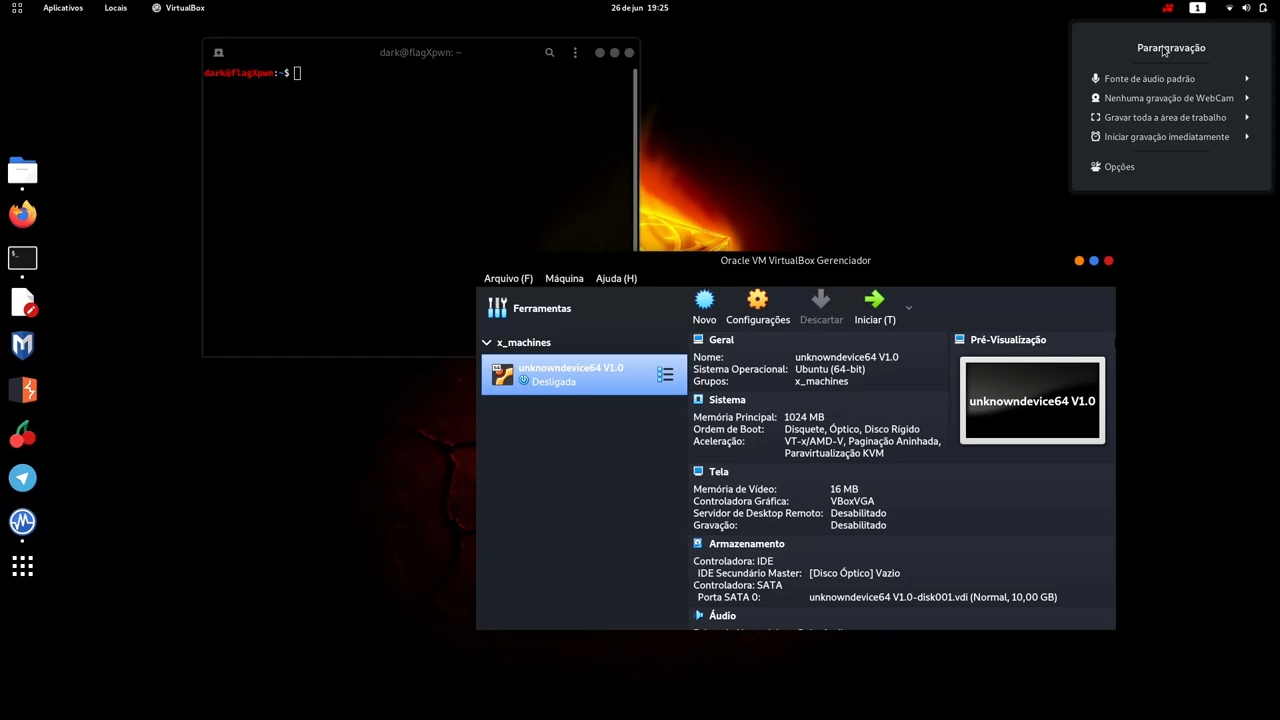 Aplicativos Locais VirtualBox 26 de jun 19:25 1
dark@flagXpwn: ~
dark@flagXpwn:~$
Parar gravação
Fonte de áudio padrão
Nenhuma gravação de WebCam
Gravar toda a área de trabalho
Iniciar gravação imediatamente
Opções
Oracle VM VirtualBox Gerenciador
Arquivo (F) Máquina Ajuda (H)
Ferramentas
Novo Configurações Descartar Iniciar (T)
x_machines
64
unknowndevice64 V1.0
Desligada
Geral
Nome: unknowndevice64 V1.0
Sistema Operacional: Ubuntu (64-bit)
Grupos: x_machines
Sistema
Memória Principal: 1024 MB
Ordem de Boot: Disquete, Óptico, Disco Rígido
Aceleração: VT-x/AMD-V, Paginação Aninhada,
Paravirtualização KVM
Tela
Memória de Vídeo: 16 MB
Controladora Gráfica: VBoxVGA
Servidor de Desktop Remoto: Desabilitado
Gravação: Desabilitado
Armazenamento
Controladora: IDE
IDE Secundário Master: [Disco Óptico] Vazio
Controladora: SATA
Porta SATA 0: unknowndevice64 V1.0-disk001.vdi (Normal, 10,00 GB)
Áudio
Pré-Visualização
unknowndevice64 V1.0